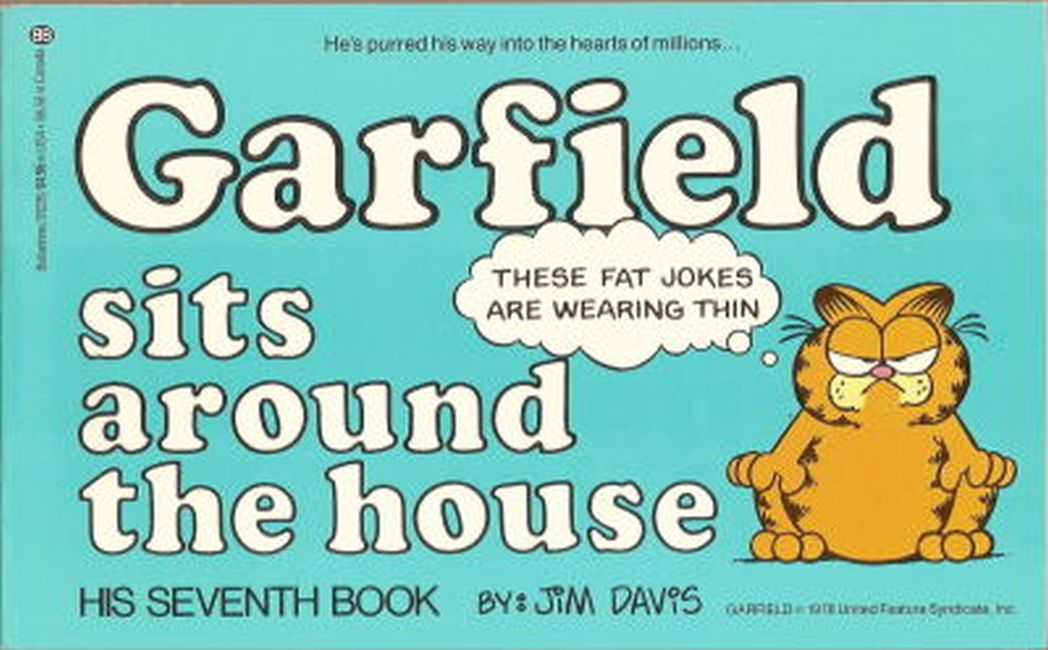 BB
He's purred his way into the hearts of millions...
Garfield
THESE FAT JOKES
ARE WEARING THIN
sits
around
the house
HIS SEVENTH BOOK
BY: JiM DAViS
GARFIELD © 1978 United Feature Syndicate, Inc.